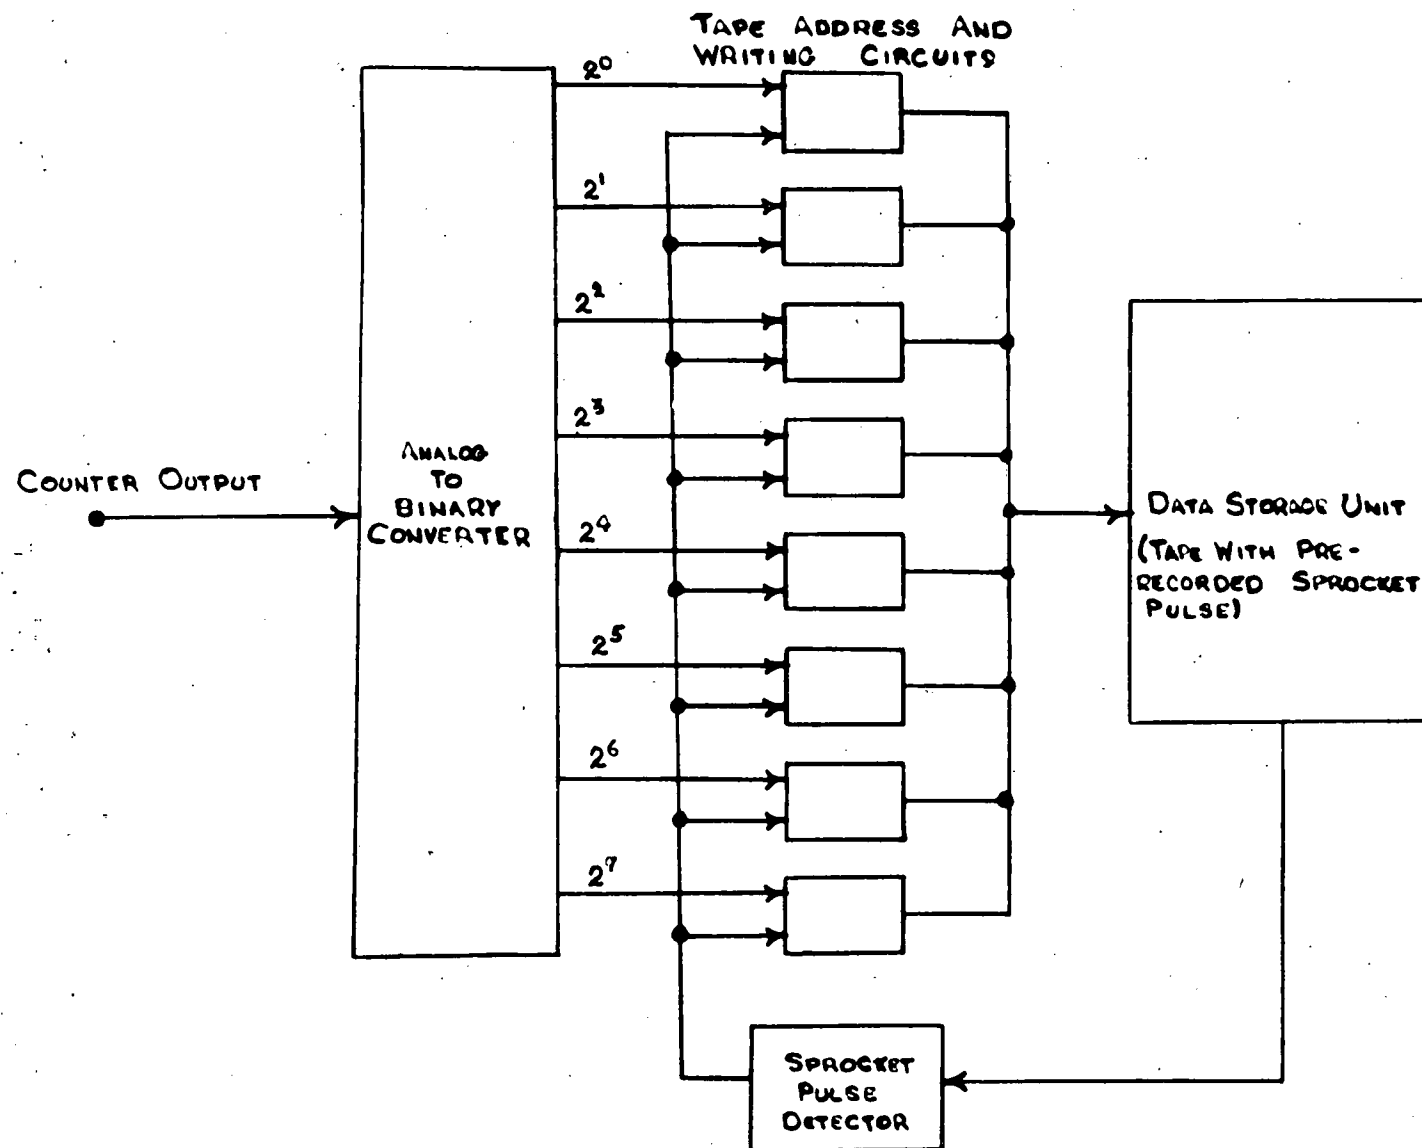 TAPE ADDRESS AND
WRITING CIRCUITS
2⁰
2¹
2²
2³
2⁴
2⁵
2⁶
2⁷
COUNTER OUTPUT
ANALOG
TO
BINARY
CONVERTER
DATA STORAGE UNIT
(TAPE WITH PRE-
RECORDED SPROCKET
PULSE)
SPROCKET
PULSE
DETECTOR